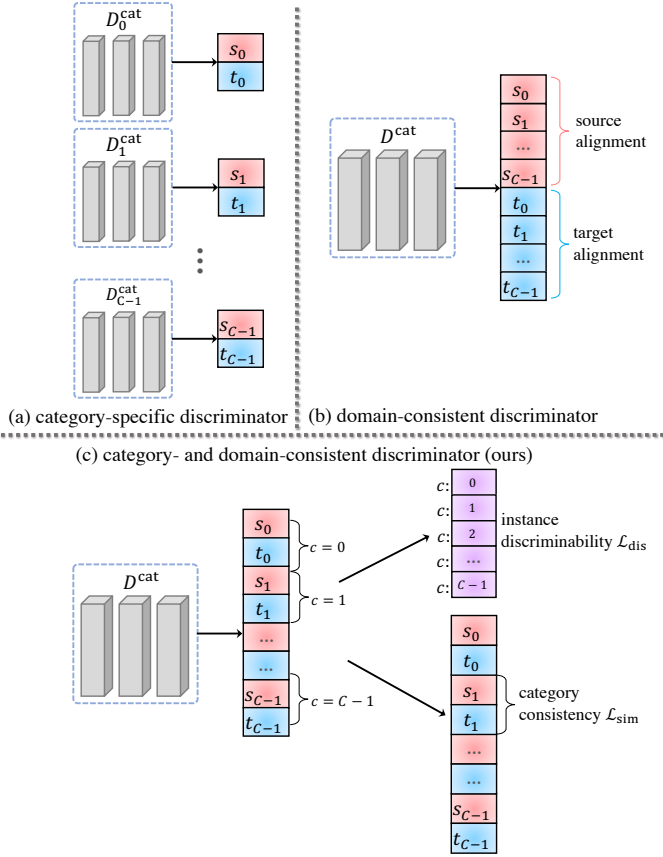 D_0^cat
s_0
t_0
D_1^cat
s_1
t_1
D_{C-1}^cat
s_{C-1}
t_{C-1}
(a) category-specific discriminator
D^cat
s_0
s_1
...
s_{C-1}
t_0
t_1
...
t_{C-1}
source
alignment
target
alignment
(b) domain-consistent discriminator
(c) category- and domain-consistent discriminator (ours)
D^cat
s_0
t_0
s_1
t_1
...
...
s_{C-1}
t_{C-1}
c = 0
c = 1
c = C − 1
c: 0
c: 1
c: 2
c: ...
c: C − 1
instance
discriminability ℒ_dis
s_0
t_0
s_1
t_1
...
...
s_{C-1}
t_{C-1}
category
consistency ℒ_sim